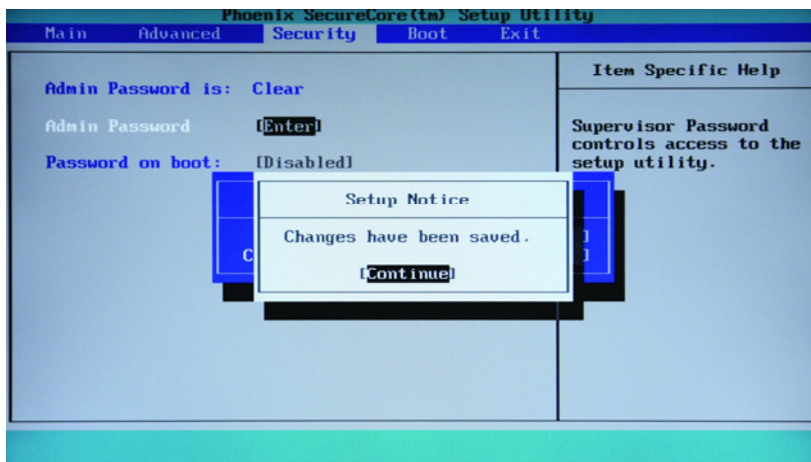 Phoenix SecureCore(tm) Setup Utility
Main Advanced Security Boot Exit
Item Specific Help
Admin Password is: Clear
Admin Password [Enter]
Password on boot: [Disabled]
Supervisor Password
controls access to the
setup utility.
Setup Notice
Changes have been saved.
[Continue]
C
]
]